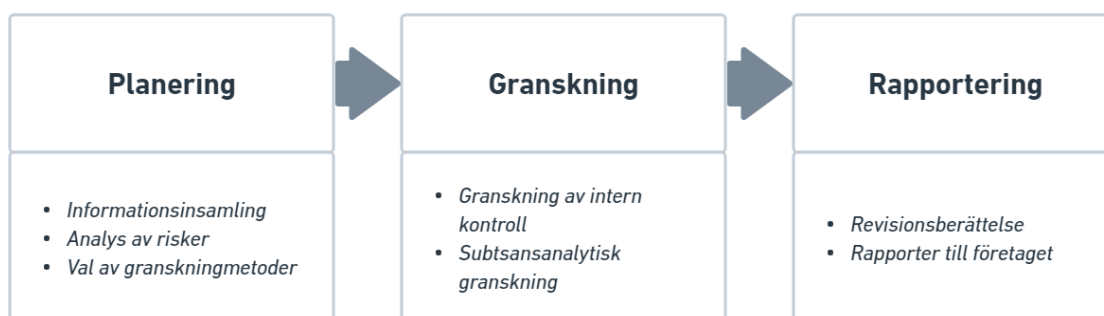 Planering
Granskning
Rapportering
• Informationsinsamling
• Analys av risker
• Val av granskningmetoder
• Granskning av intern
kontroll
• Subtsansanalytisk
granskning
• Revisionsberättelse
• Rapporter till företaget